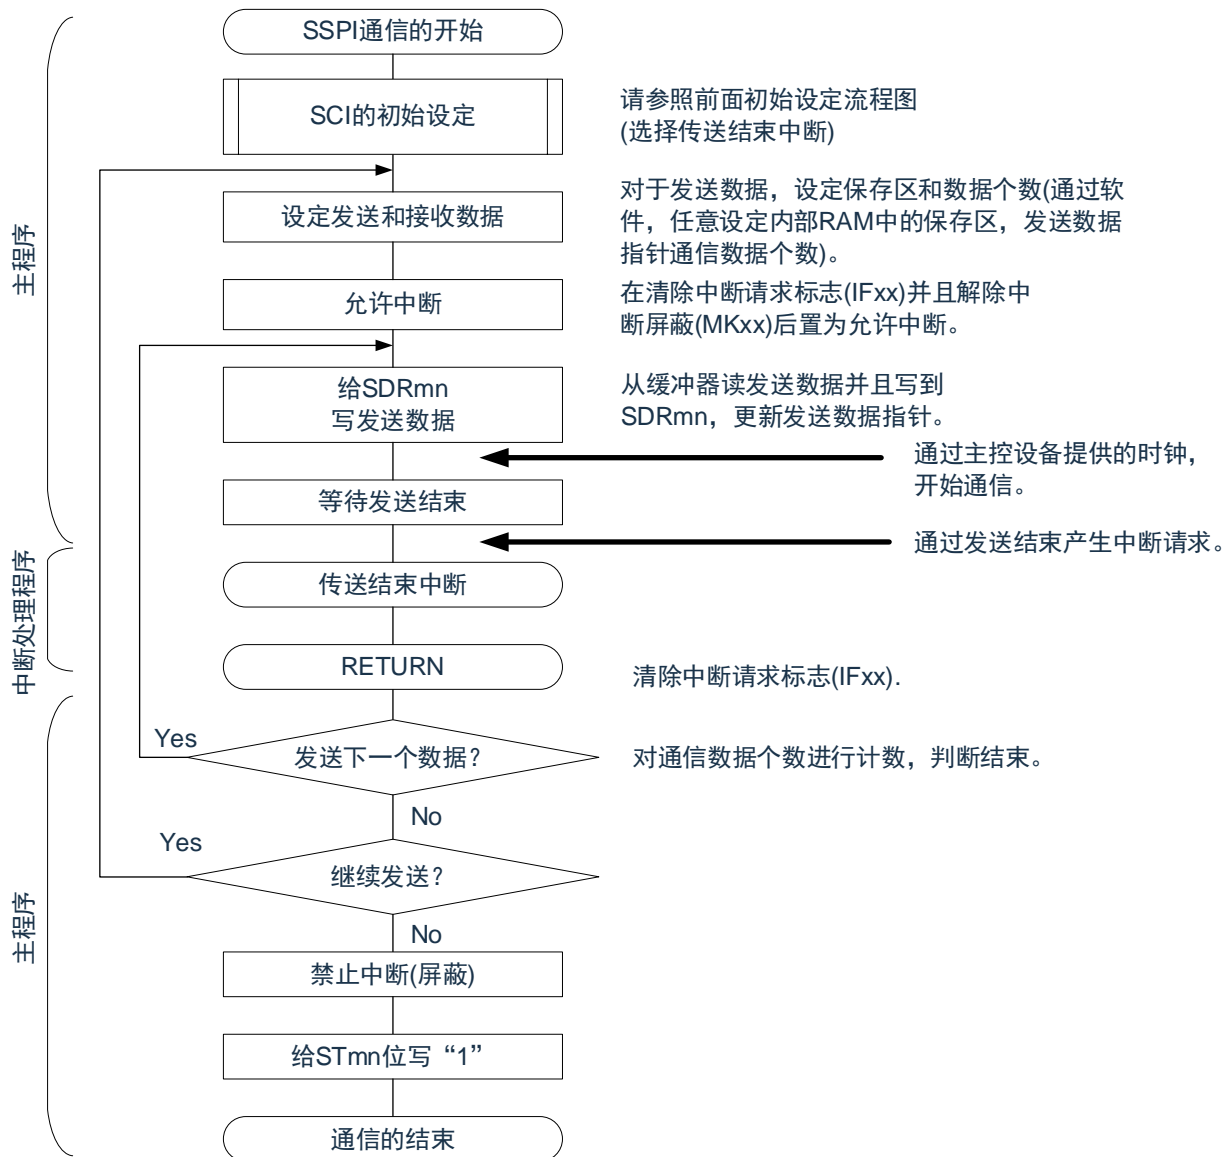 SSPI通信的开始
SCI的初始设定
请参照前面初始设定流程图
(选择传送结束中断)
设定发送和接收数据
对于发送数据，设定保存区和数据个数(通过软
件，任意设定内部RAM中的保存区，发送数据
指针通信数据个数)。
主程序
允许中断
在清除中断请求标志(IFxx)并且解除中
断屏蔽(MKxx)后置为允许中断。
给SDRmn
写发送数据
从缓冲器读发送数据并且写到
SDRmn，更新发送数据指针。
通过主控设备提供的时钟，
开始通信。
等待发送结束
通过发送结束产生中断请求。
中断处理程序
传送结束中断
RETURN
清除中断请求标志(IFxx).
Yes
发送下一个数据？
对通信数据个数进行计数，判断结束。
No
Yes
继续发送？
No
主程序
禁止中断(屏蔽)
给STmn位写“1”
通信的结束